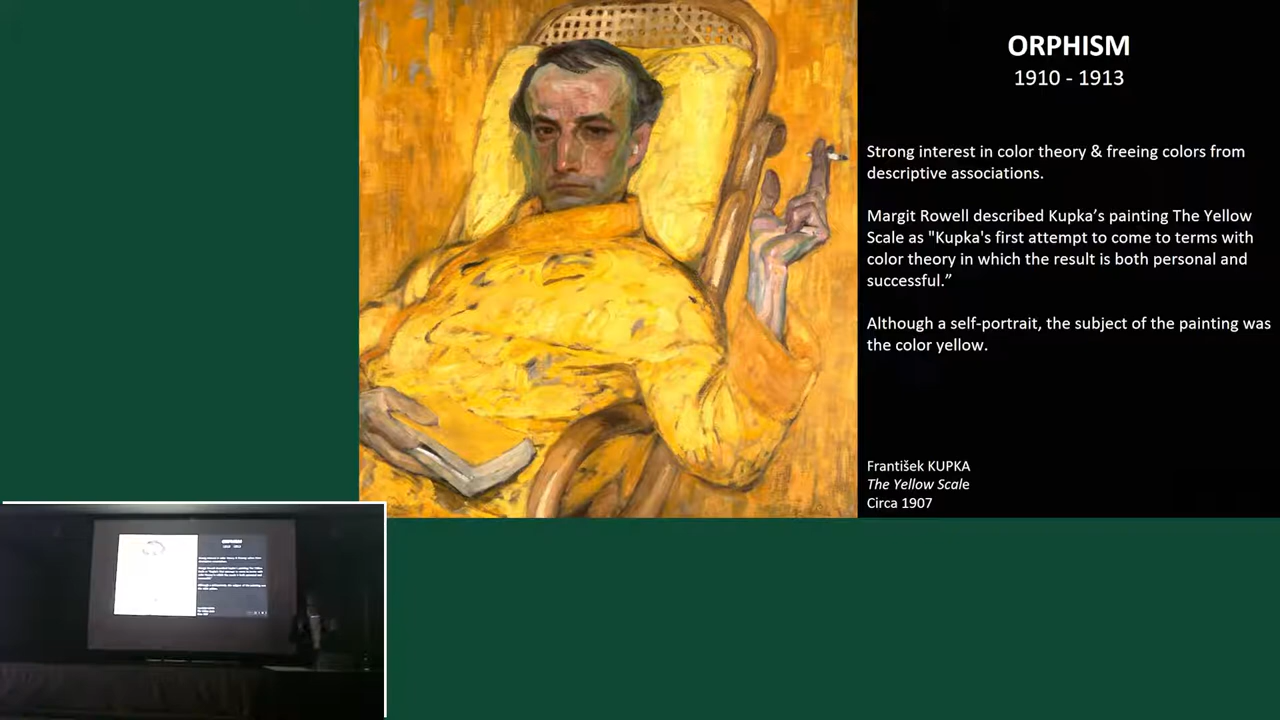 ORPHISM
1910 - 1913
Strong interest in color theory & freeing colors from
descriptive associations.
Margit Rowell described Kupka’s painting The Yellow
Scale as "Kupka's first attempt to come to terms with
color theory in which the result is both personal and
successful.”
Although a self-portrait, the subject of the painting was
the color yellow.
František KUPKA
The Yellow Scale
Circa 1907
ORPHISM